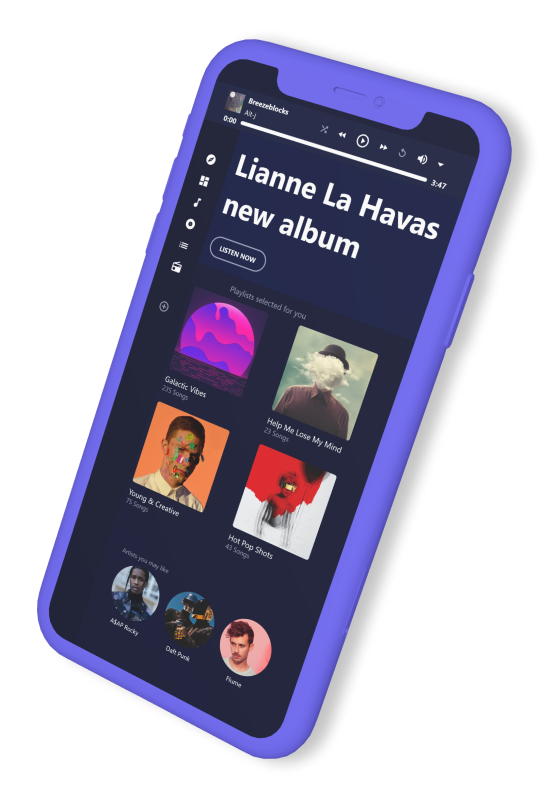 Breezeblocks
Alt-J
0:00
3:47
Lianne La Havas
new album
LISTEN NOW
Playlists selected for you
Galactic Vibes
235 Songs
Help Me Lose My Mind
23 Songs
Young & Creative
75 Songs
Hot Pop Shots
43 Songs
Artists you may like
A$AP Rocky
Daft Punk
Flume